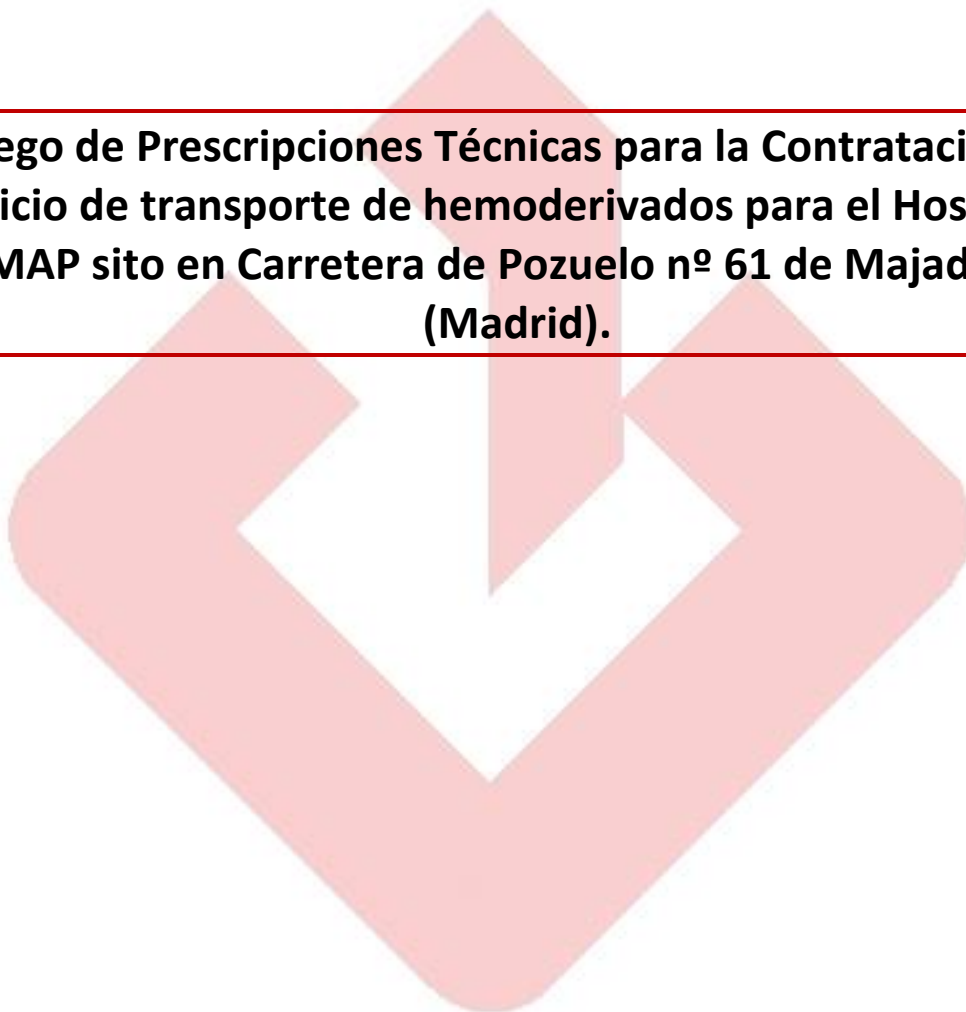 ego de Prescripciones Técnicas para la Contrataci
icio de transporte de hemoderivados para el Hos
MAP sito en Carretera de Pozuelo nº 61 de Majad
(Madrid).